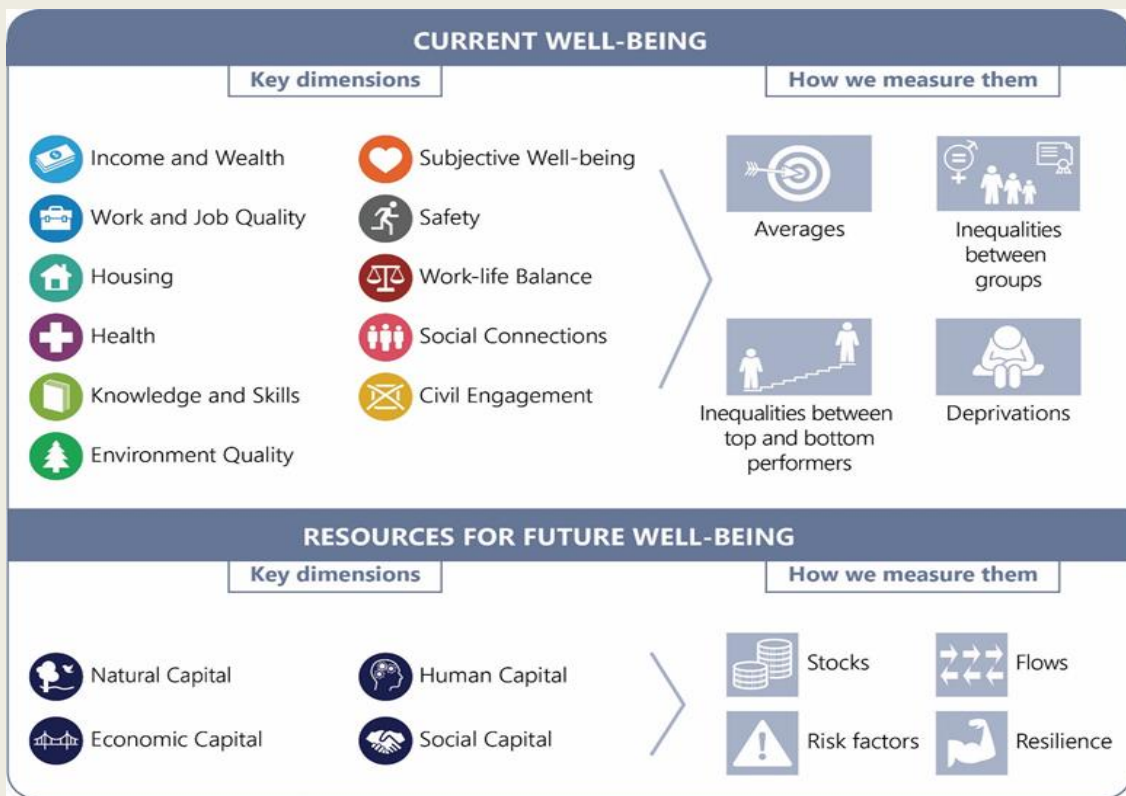 CURRENT WELL-BEING
Key dimensions
How we measure them
Income and Wealth
Work and Job Quality
Housing
Health
Knowledge and Skills
Environment Quality
Subjective Well-being
Safety
Work-life Balance
Social Connections
Civil Engagement
Averages
Inequalities
between
groups
Inequalities between
top and bottom
performers
Deprivations
RESOURCES FOR FUTURE WELL-BEING
Key dimensions
How we measure them
Natural Capital
Economic Capital
Human Capital
Social Capital
Stocks
Flows
Risk factors
Resilience